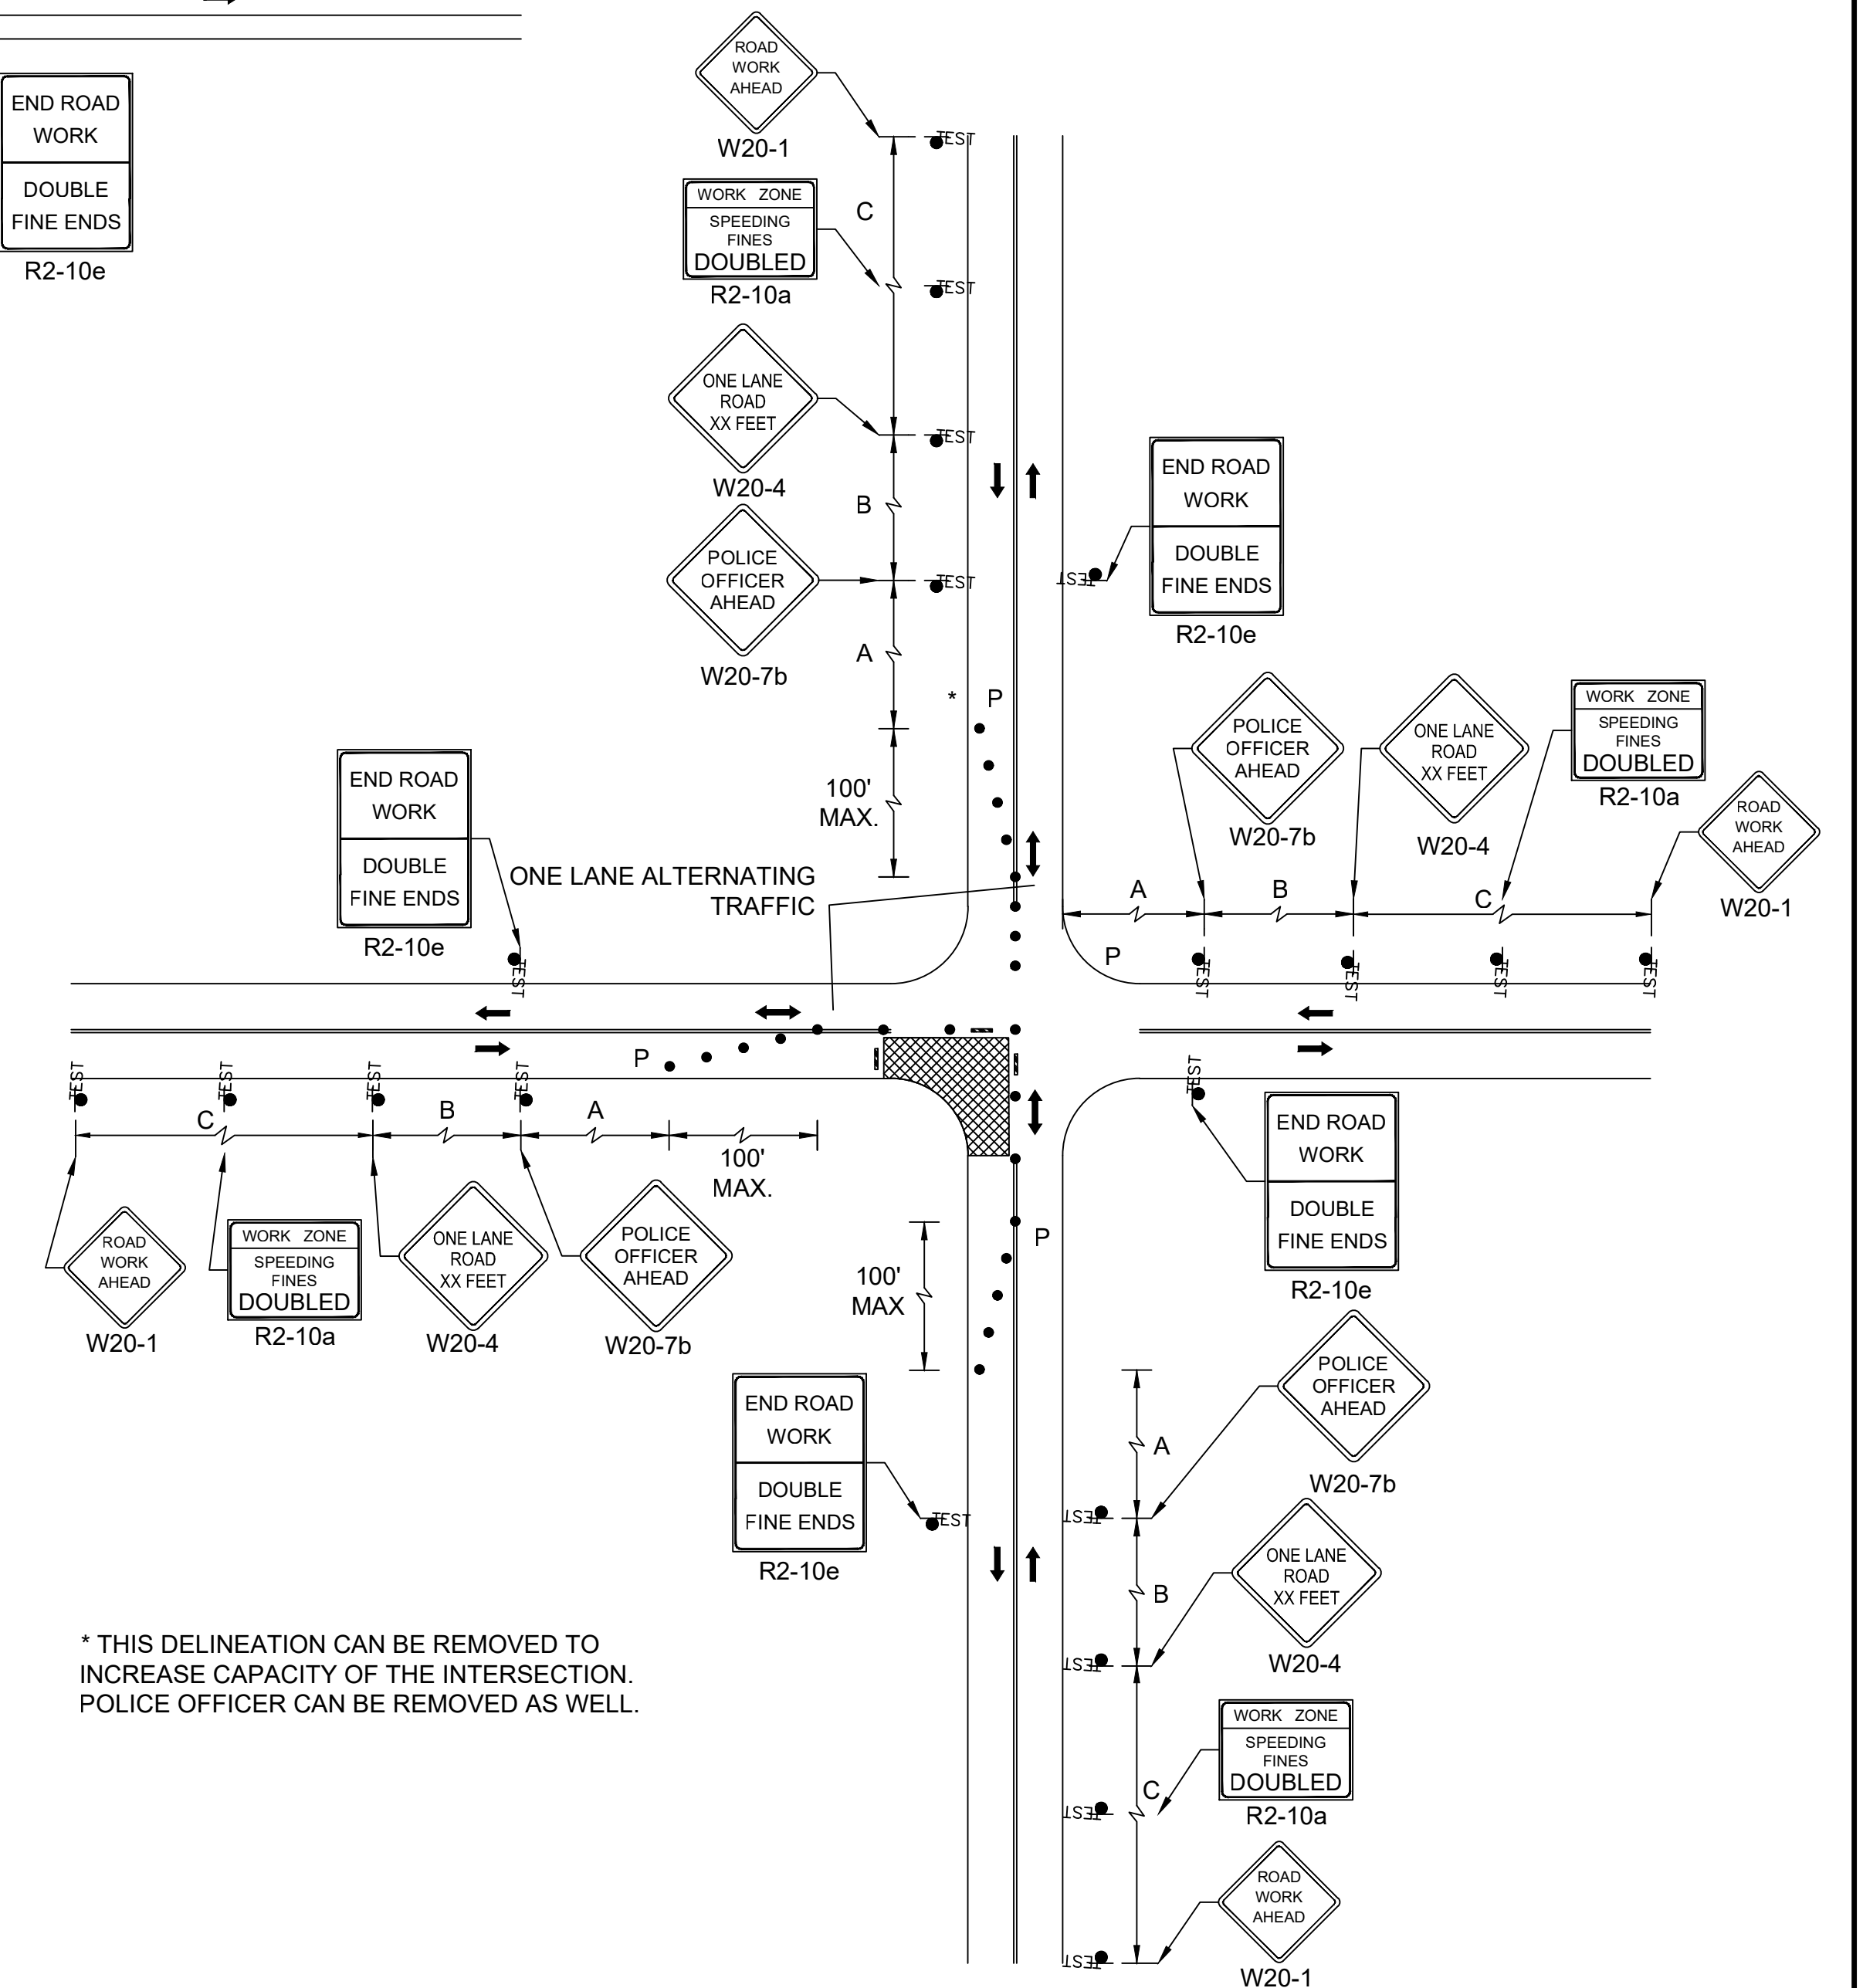 ROAD
WORK
AHEAD
W20-1
END ROAD
WORK
DOUBLE
FINE ENDS
R2-10e
TEST
WORK ZONE
SPEEDING
FINES
DOUBLED
R2-10a
C
TEST
ONE LANE
ROAD
XX FEET
W20-4
TEST
B
POLICE
OFFICER
AHEAD
W20-7b
TEST
A
END ROAD
WORK
DOUBLE
FINE ENDS
R2-10e
TEST
* P
100'
MAX.
END ROAD
WORK
DOUBLE
FINE ENDS
R2-10e
TEST
ONE LANE ALTERNATING
TRAFFIC
POLICE
OFFICER
AHEAD
W20-7b
ONE LANE
ROAD
XX FEET
W20-4
WORK ZONE
SPEEDING
FINES
DOUBLED
R2-10a
ROAD
WORK
AHEAD
W20-1
A B C
P
TEST TEST TEST TEST
P
TEST TEST TEST TEST
C B A
100'
MAX.
ROAD
WORK
AHEAD
W20-1
WORK ZONE
SPEEDING
FINES
DOUBLED
R2-10a
ONE LANE
ROAD
XX FEET
W20-4
POLICE
OFFICER
AHEAD
W20-7b
TEST
END ROAD
WORK
DOUBLE
FINE ENDS
R2-10e
P
100'
MAX
END ROAD
WORK
DOUBLE
FINE ENDS
R2-10e
TEST
A
POLICE
OFFICER
AHEAD
W20-7b
TEST
B
ONE LANE
ROAD
XX FEET
W20-4
TEST
C
WORK ZONE
SPEEDING
FINES
DOUBLED
R2-10a
TEST
ROAD
WORK
AHEAD
W20-1
TEST
* THIS DELINEATION CAN BE REMOVED TO
INCREASE CAPACITY OF THE INTERSECTION.
POLICE OFFICER CAN BE REMOVED AS WELL.